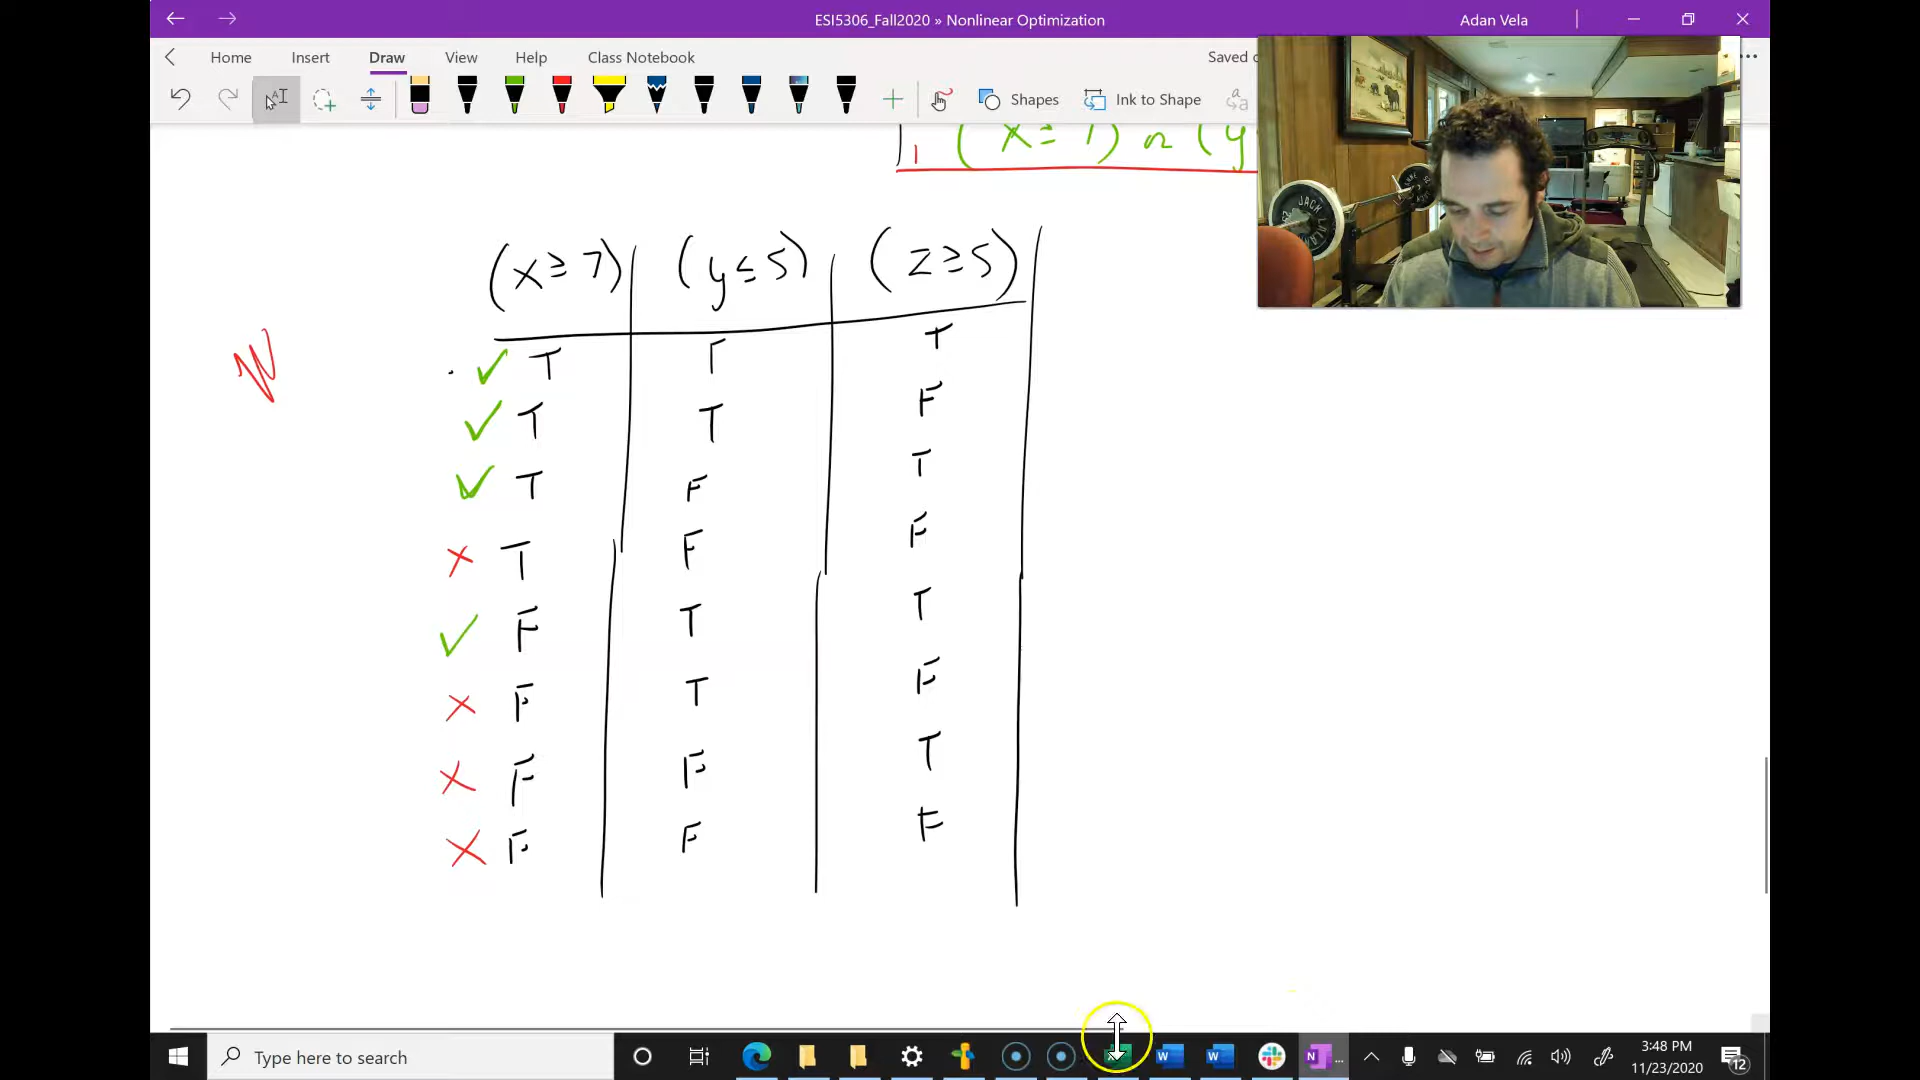 ESI5306_Fall2020 » Nonlinear Optimization
Adan Vela
Home Insert Draw View Help Class Notebook
Shapes Ink to Shape
(x ≥ 7) (y
(x ≥ 7) (y ≤ 5) (z ≥ 5)
✓ T T T
✓ T T F
✓ T F T
× T F F
✓ F T T
× F T F
× F F T
× F F F
Type here to search
3:48 PM
11/23/2020
12